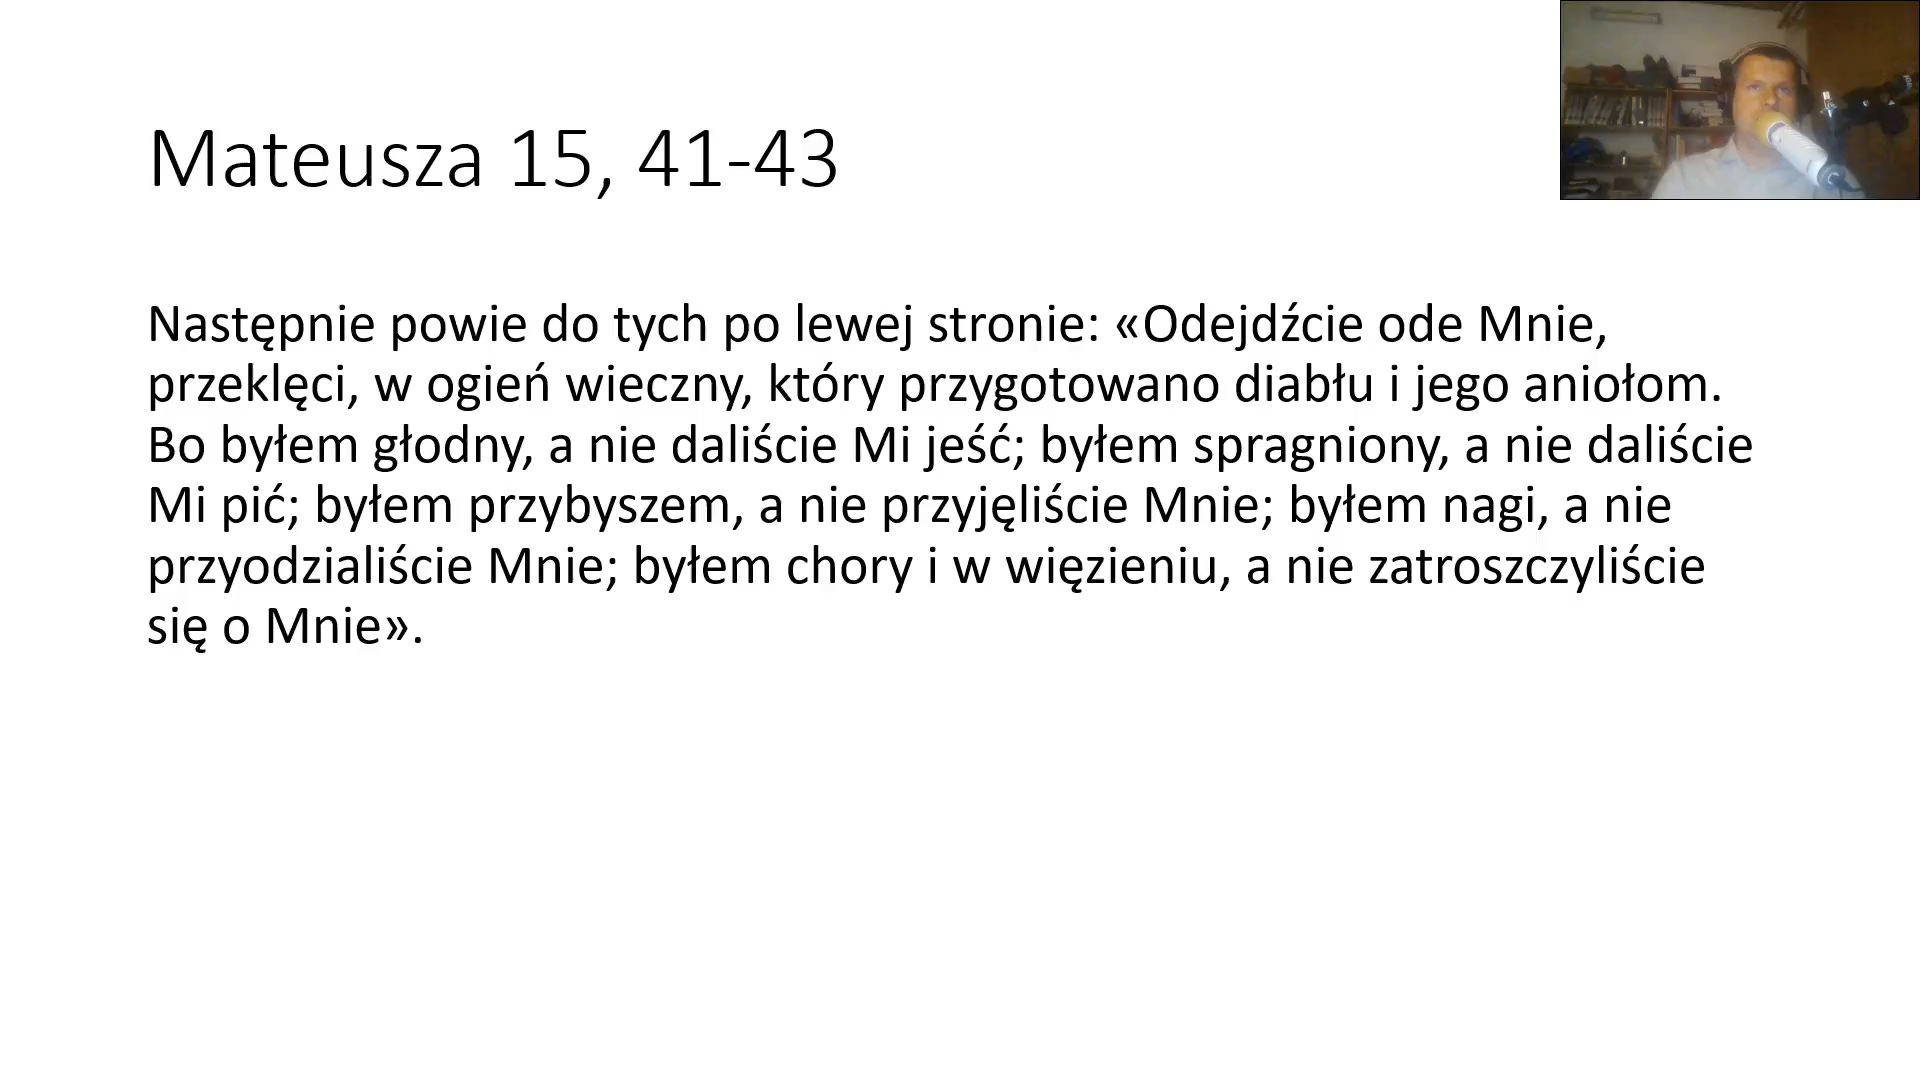 Mateusza 15, 41-43
Następnie powie do tych po lewej stronie: «Odejdźcie ode Mnie,
przeklęci, w ogień wieczny, który przygotowano diabłu i jego aniołom.
Bo byłem głodny, a nie daliście Mi jeść; byłem spragniony, a nie daliście
Mi pić; byłem przybyszem, a nie przyjęliście Mnie; byłem nagi, a nie
przyodzialiście Mnie; byłem chory i w więzieniu, a nie zatroszczyliście
się o Mnie».